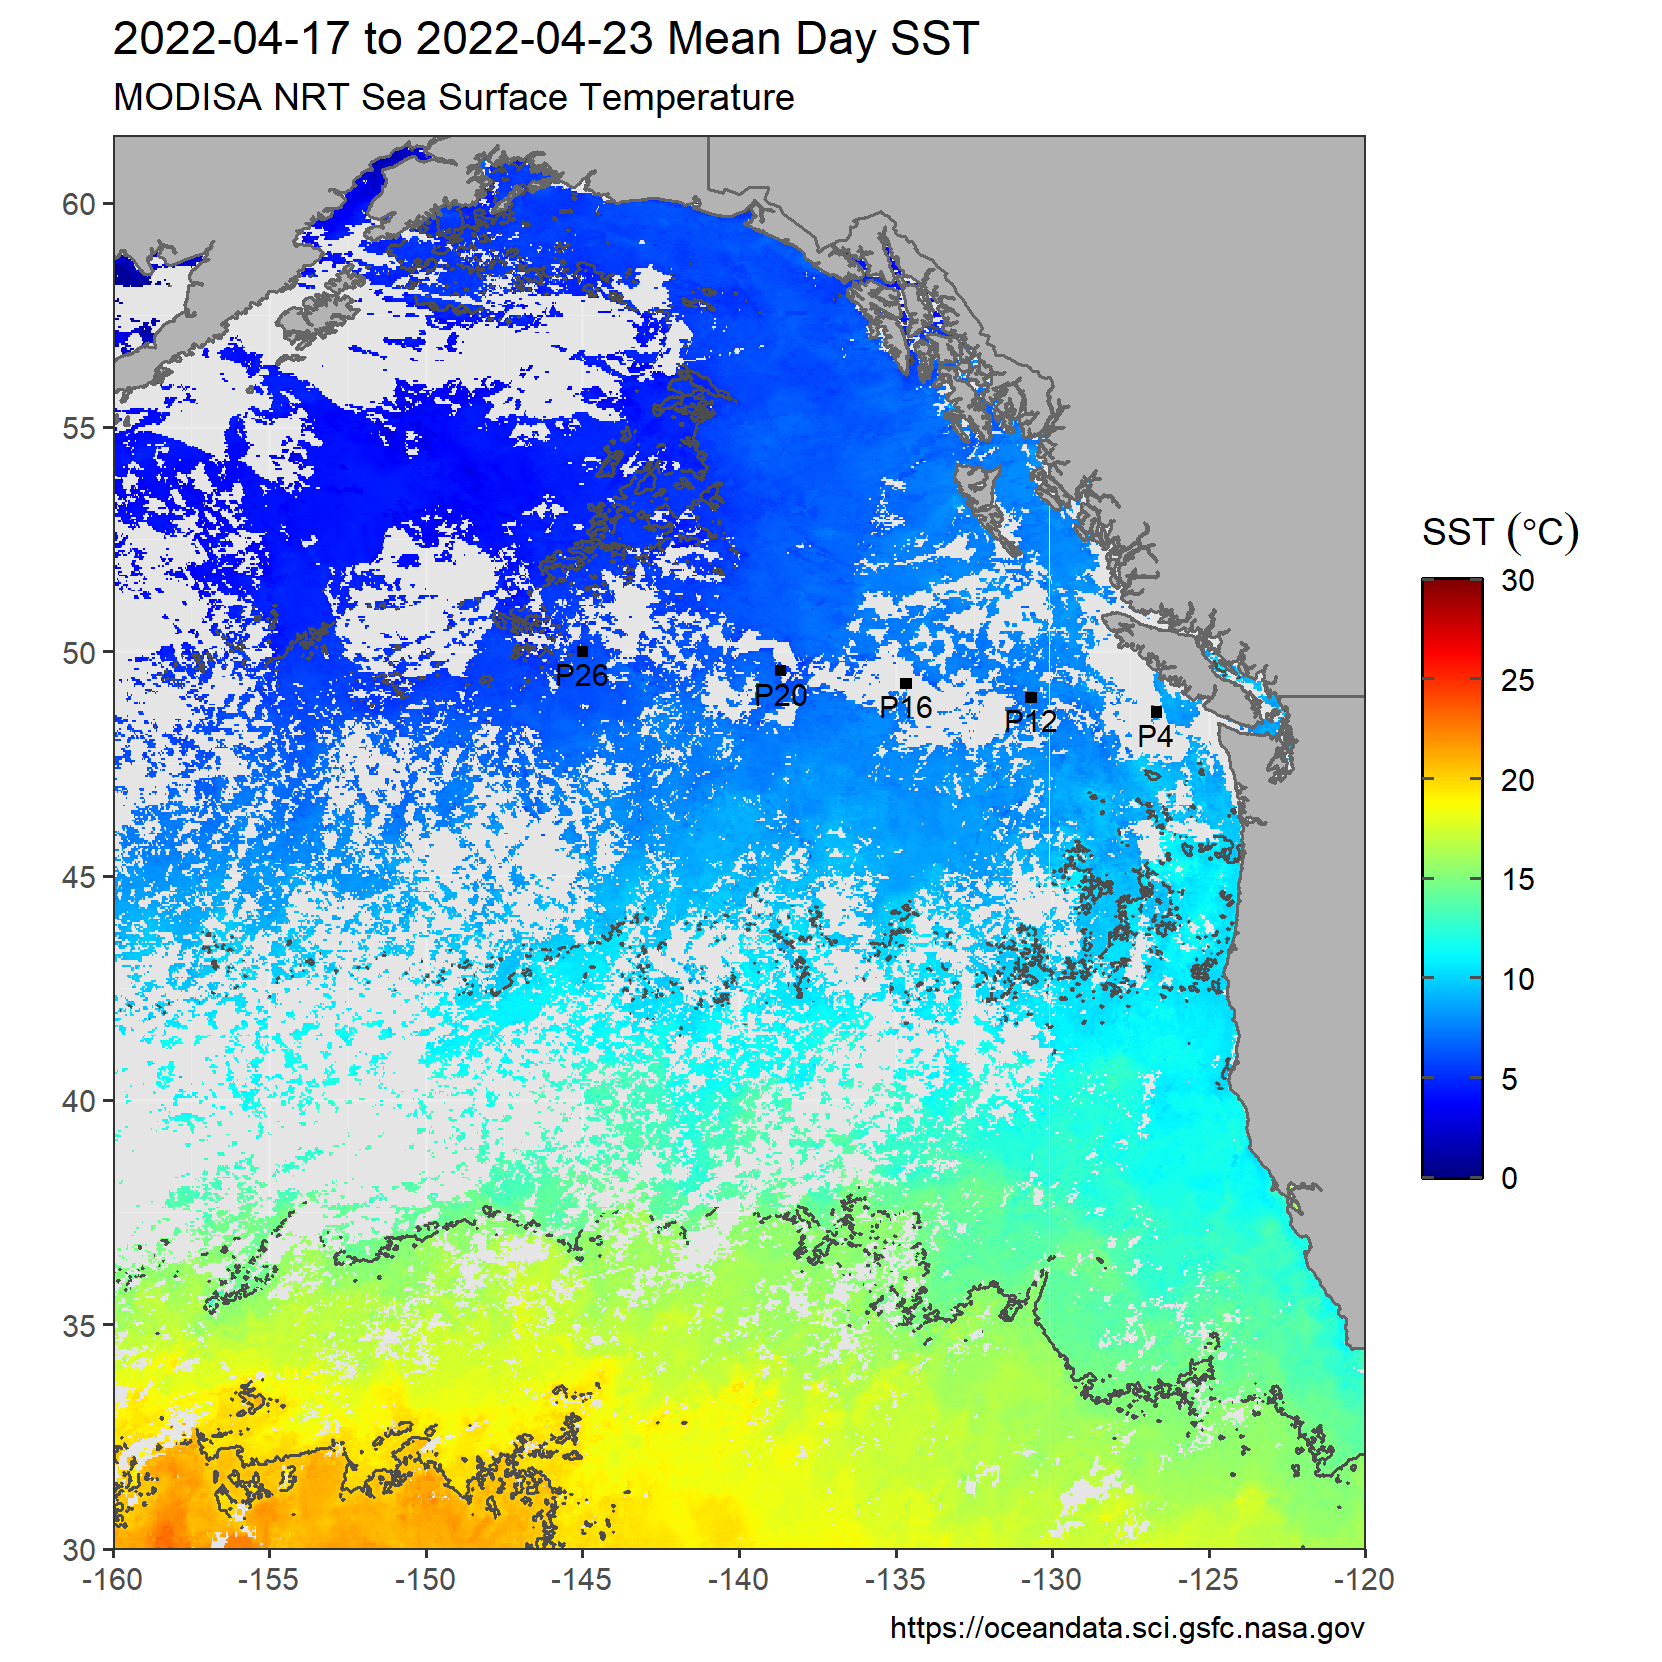 2022-04-17 to 2022-04-23 Mean Day SST
MODISA NRT Sea Surface Temperature
60
55
50
45
40
35
30
-160
-155
-150
-145
-140
-135
-130
-125
-120
P26
P20
P16
P12
P4
SST (°C)
30
25
20
15
10
5
0
https://oceandata.sci.gsfc.nasa.gov